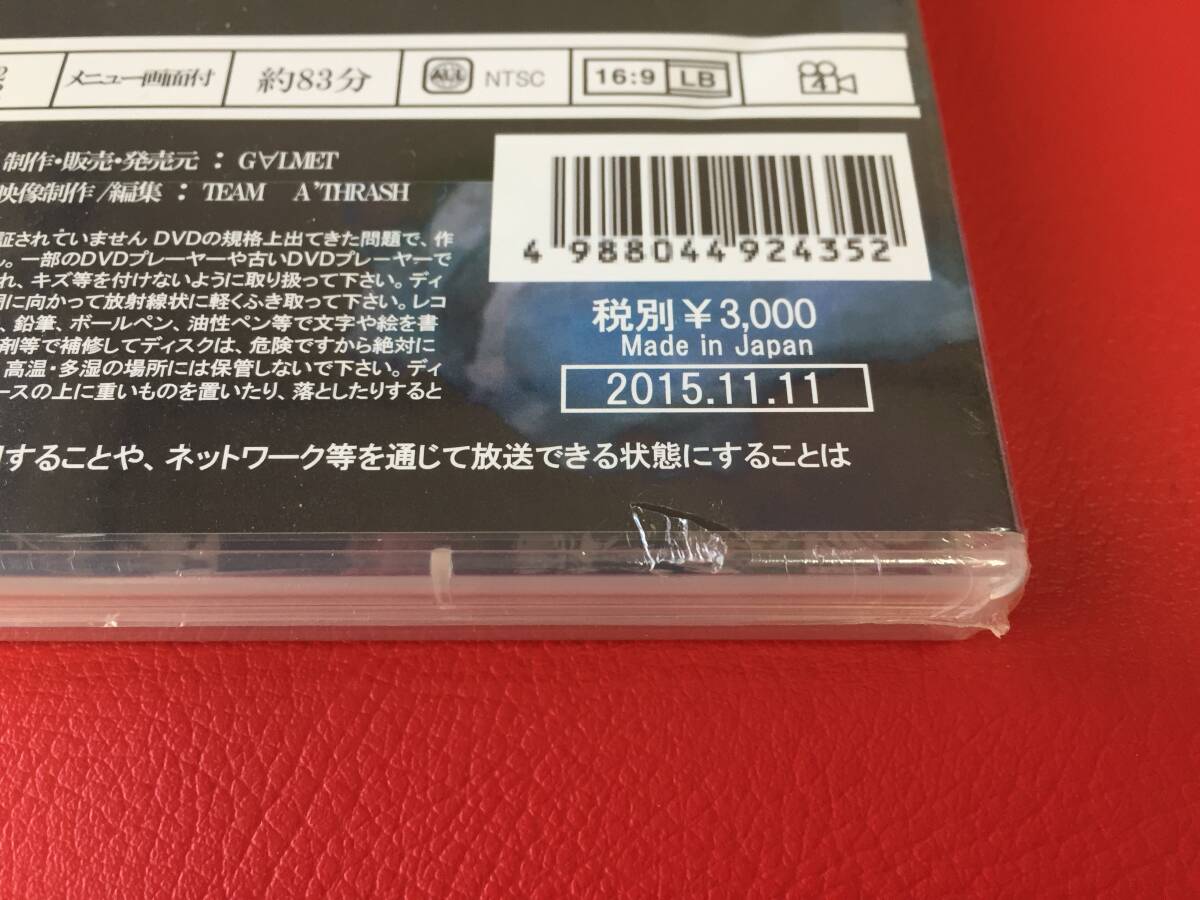 メニュー画面付
約83分
ALL NTSC
16:9 LB
4
制作・販売・発売元 : G∀LMET
映像制作/編集 : TEAM A'THRASH
4 988044 924352
証されていません DVDの規格上出てきた問題で、作
。一部のDVDプレーヤーや古いDVDプレーヤーで
れ、キズ等を付けないように取り扱って下さい。ディ
に向かって放射線状に軽くふき取って下さい。レコ
、鉛筆、ボールペン、油性ペン等で文字や絵を書
剤等で補修してディスクは、危険ですから絶対に
高温・多湿の場所には保管しないで下さい。ディ
ースの上に重いものを置いたり、落としたりすると
税別¥3,000
Made in Japan
2015.11.11
することや、ネットワーク等を通じて放送できる状態にすることは